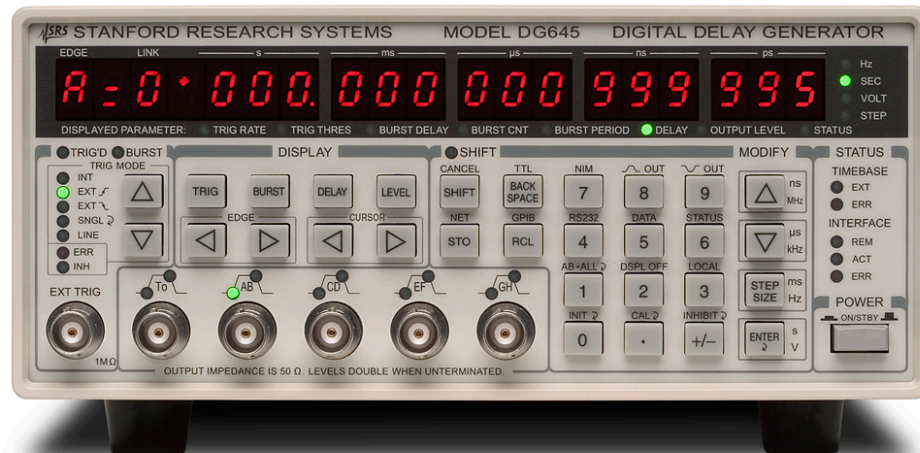 SRS STANFORD RESEARCH SYSTEMS MODEL DG645 DIGITAL DELAY GENERATOR
EDGE LINK s ms µs ns ps
A = 0 + 000. 000 000 999 995
Hz
SEC
VOLT
STEP
DISPLAYED PARAMETER: TRIG RATE TRIG THRES BURST DELAY BURST CNT BURST PERIOD DELAY OUTPUT LEVEL STATUS
TRIG'D BURST DISPLAY SHIFT MODIFY STATUS
TRIG MODE
INT
EXT
EXT
SNGL
LINE
ERR
INH
TRIG BURST DELAY LEVEL
EDGE CURSOR
CANCEL TTL NIM OUT OUT
SHIFT BACK SPACE 7 8 9 ns MHz
NET GPIB RS232 DATA STATUS
STO RCL 4 5 6 µs kHz
AB→ALL DSPL OFF LOCAL
1 2 3 STEP SIZE ms Hz
INIT CAL INHIBIT
0 . +/− ENTER s V
TIMEBASE
EXT
ERR
INTERFACE
REM
ACT
ERR
POWER
ON/STBY
EXT TRIG To AB CD EF GH
1MΩ
OUTPUT IMPEDANCE IS 50 Ω. LEVELS DOUBLE WHEN UNTERMINATED.